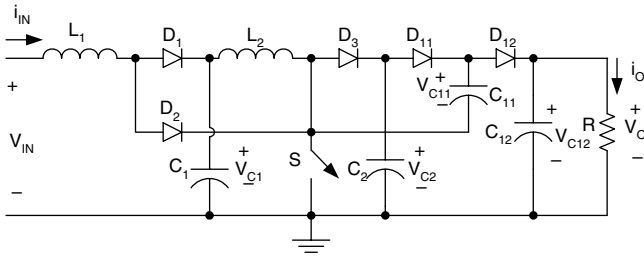 i_IN
L_1
D_1
L_2
D_3
D_11
D_12
i_O
+
D_2
V_C11
+
–
C_11
+
V_IN
–
C_1
+
V_C1
–
S
C_2
+
V_C2
–
C_12
+
V_C12
–
R
+
V_O
–